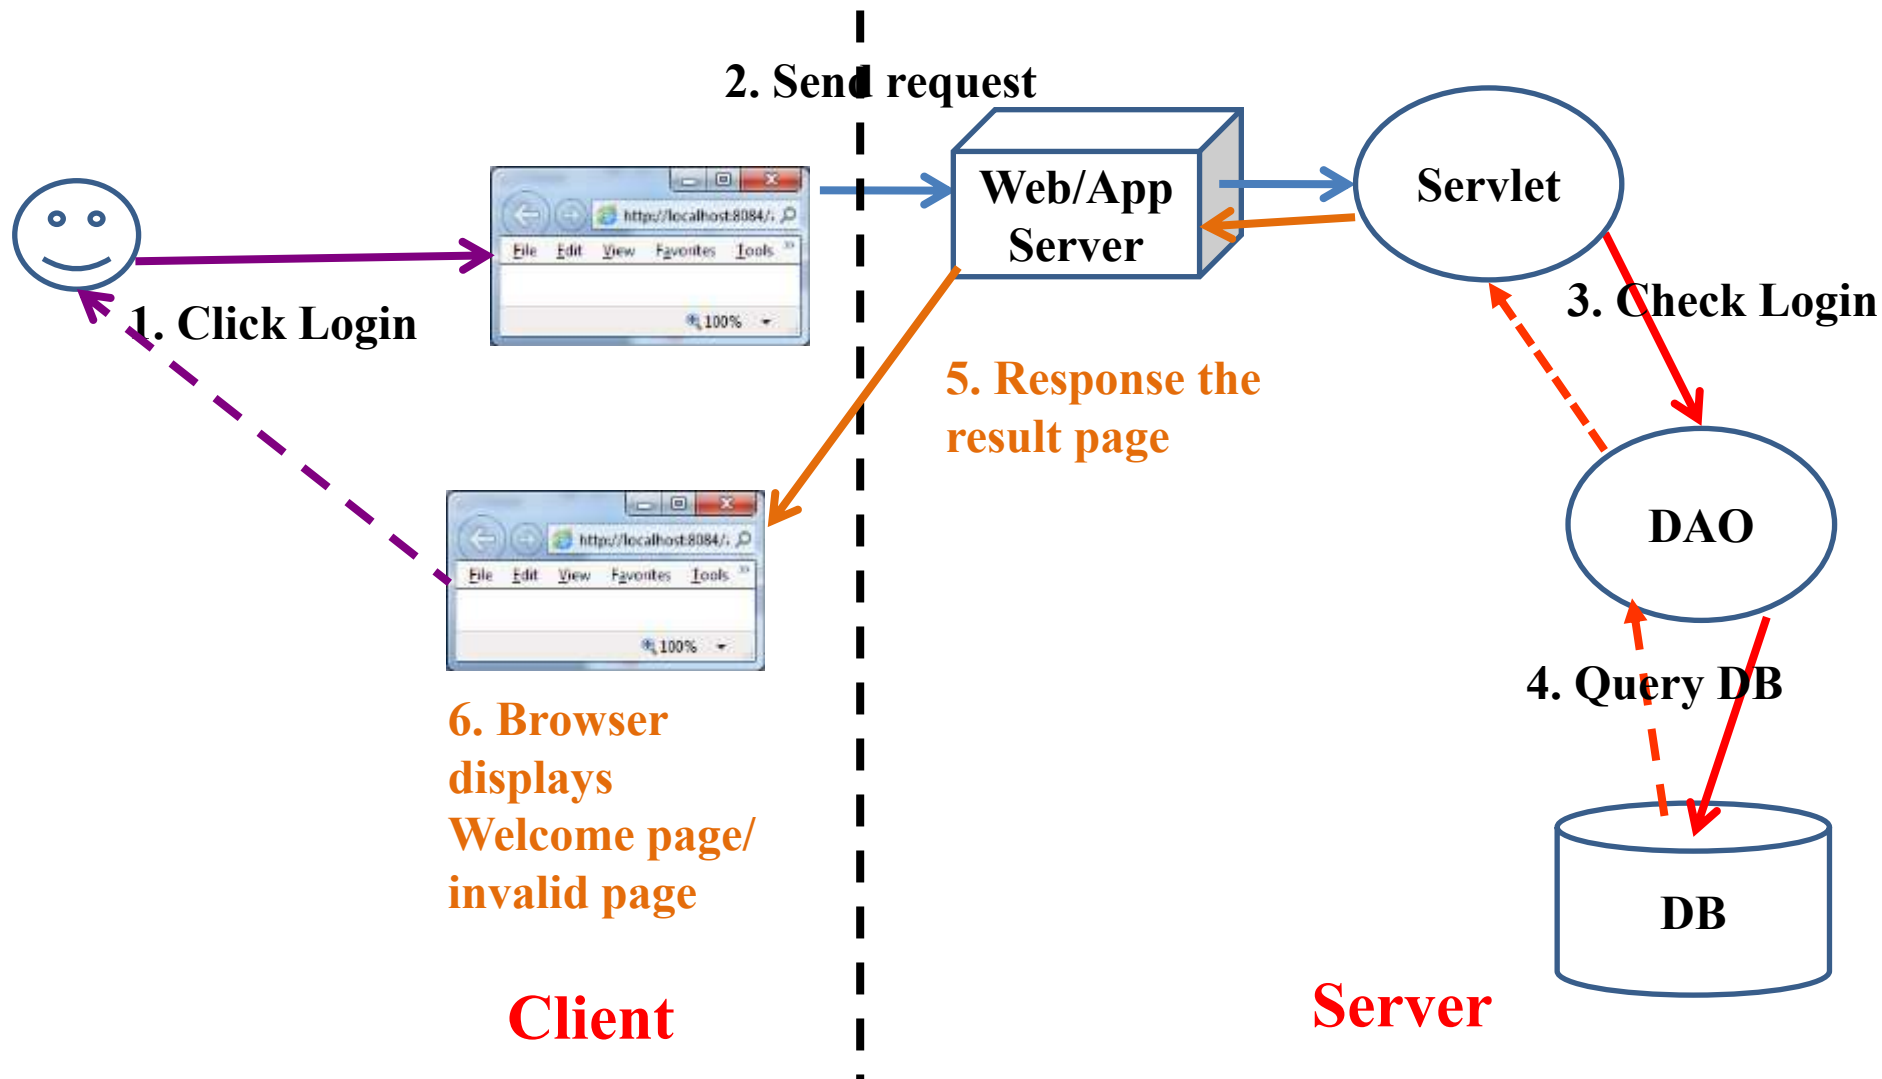 2. Send request
Web/App
Server
Servlet
http://localhost:8084/
File Edit View Favorites Tools
100%
1. Click Login
3. Check Login
5. Response the
result page
DAO
http://localhost:8084/
File Edit View Favorites Tools
100%
4. Query DB
6. Browser
displays
Welcome page/
invalid page
DB
Client
Server